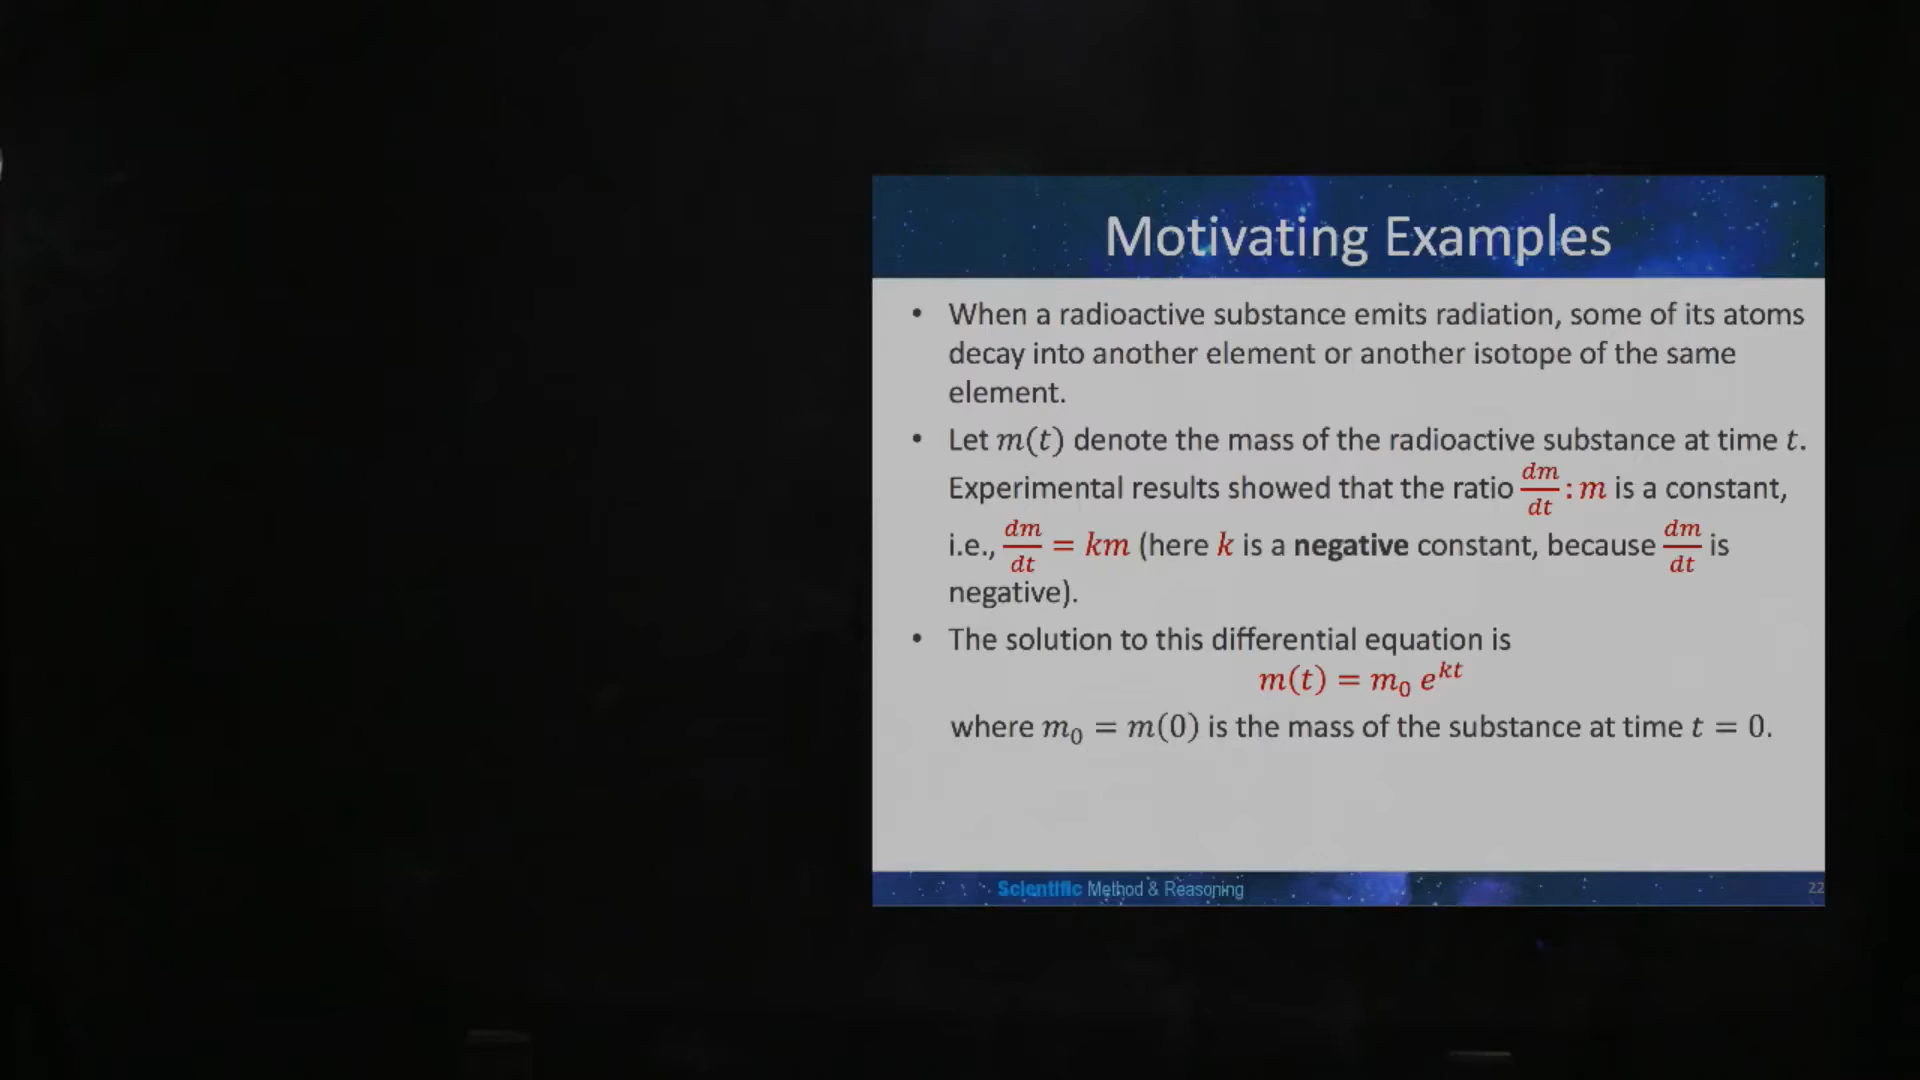 Motivating Examples
• When a radioactive substance emits radiation, some of its atoms
decay into another element or another isotope of the same
element.
• Let m(t) denote the mass of the radioactive substance at time t.
Experimental results showed that the ratio dm/dt : m is a constant,
i.e., dm/dt = km (here k is a negative constant, because dm/dt is
negative).
• The solution to this differential equation is
m(t) = m₀ e^{kt}
where m₀ = m(0) is the mass of the substance at time t = 0.
Scientific Method & Reasoning
22